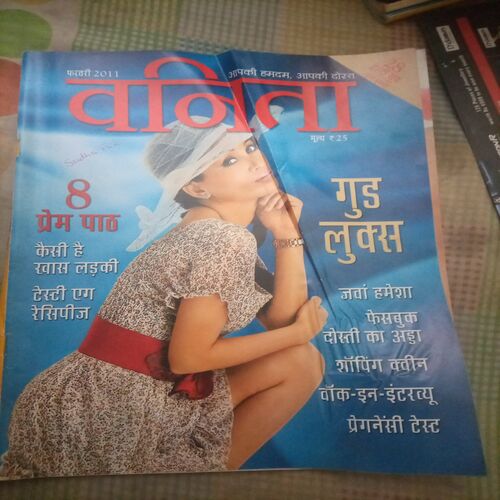 फरवरी 2011
आपकी हमदम, आपकी दोस्त
वनिता
मूल्य ₹ 25
8
प्रेम पाठ
कैसी है
खास लड़की
टेस्टी एग
रेसिपीज
गुड
लुक्स
जवां हमेशा
फेसबुक
दोस्ती का अड्डा
शॉपिंग क्वीन
वॉक-इन-इंटरव्यू
प्रेगनेंसी टेस्ट